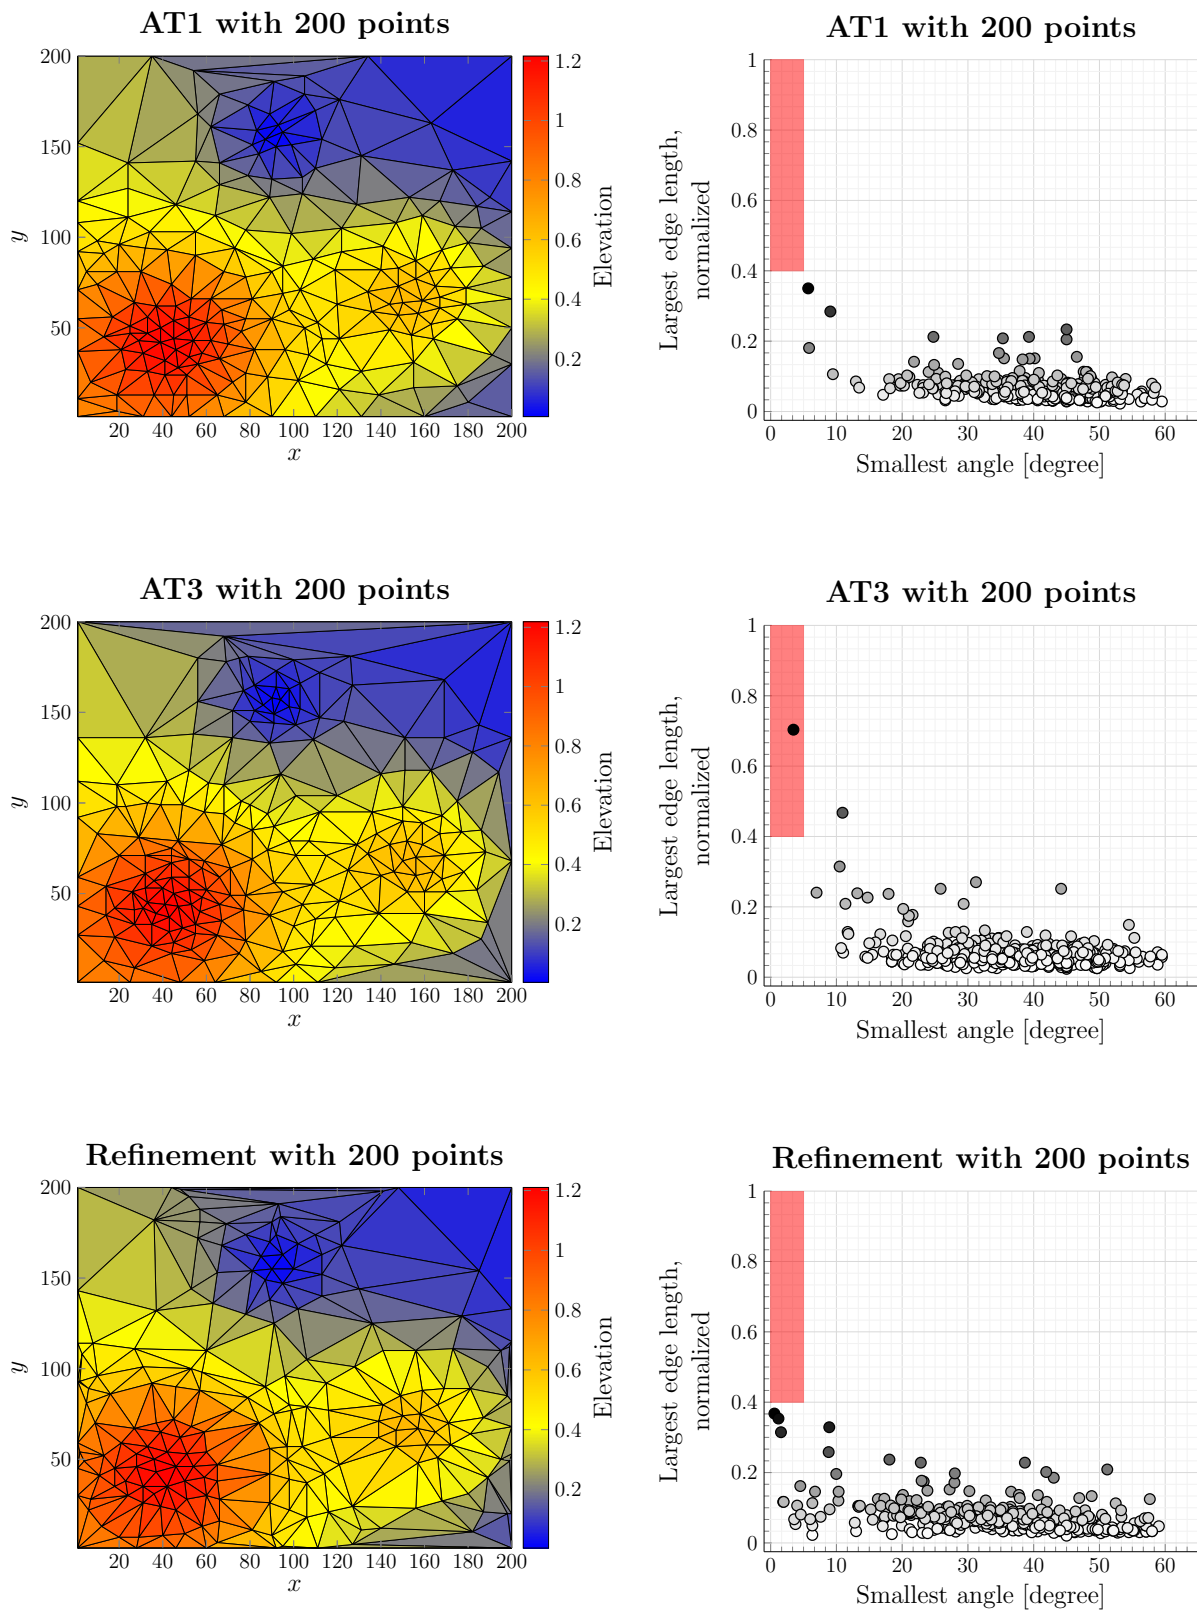 AT1 with 200 points
200
150
100
50
y
20 40 60 80 100 120 140 160 180 200
x
1.2
1
0.8
0.6
0.4
0.2
Elevation
AT1 with 200 points
1
0.8
0.6
0.4
0.2
0
Largest edge length,
normalized
0 10 20 30 40 50 60
Smallest angle [degree]
AT3 with 200 points
200
150
100
50
y
20 40 60 80 100 120 140 160 180 200
x
1.2
1
0.8
0.6
0.4
0.2
Elevation
AT3 with 200 points
1
0.8
0.6
0.4
0.2
0
Largest edge length,
normalized
0 10 20 30 40 50 60
Smallest angle [degree]
Refinement with 200 points
200
150
100
50
y
20 40 60 80 100 120 140 160 180 200
x
1.2
1
0.8
0.6
0.4
0.2
Elevation
Refinement with 200 points
1
0.8
0.6
0.4
0.2
0
Largest edge length,
normalized
0 10 20 30 40 50 60
Smallest angle [degree]